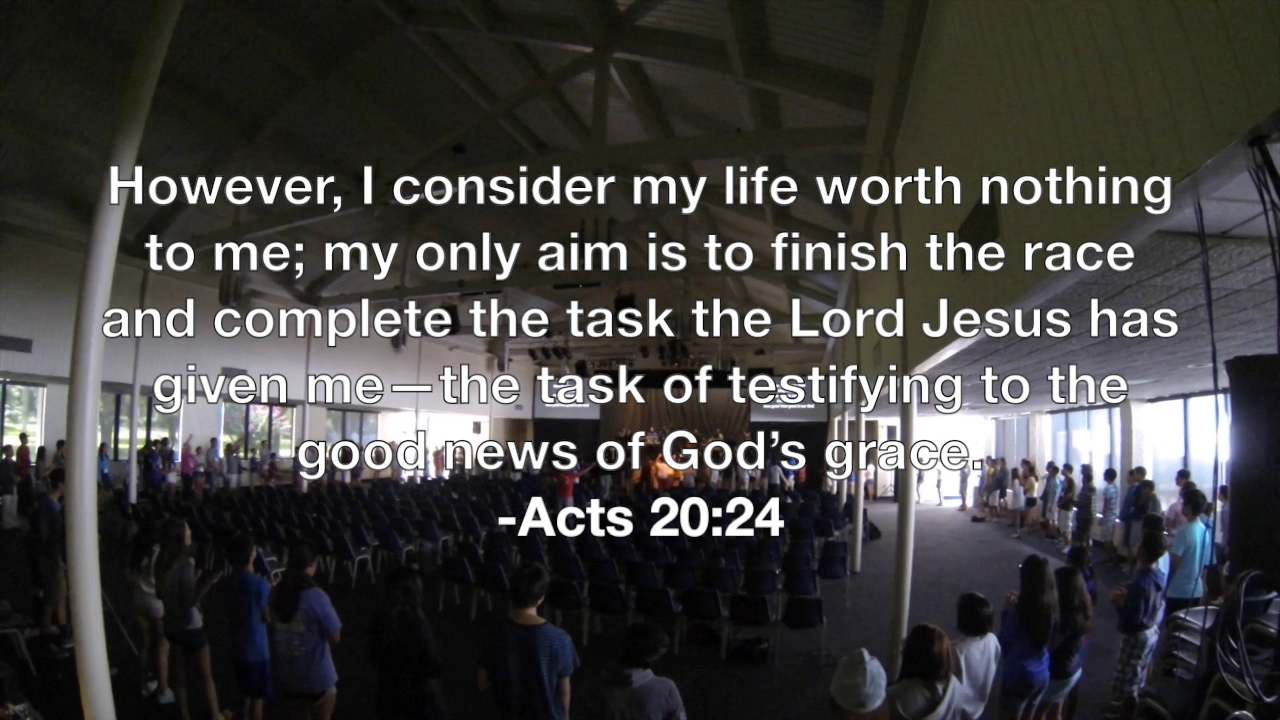 However, I consider my life worth nothing
to me; my only aim is to finish the race
and complete the task the Lord Jesus has
given me—the task of testifying to the
good news of God’s grace.
-Acts 20:24